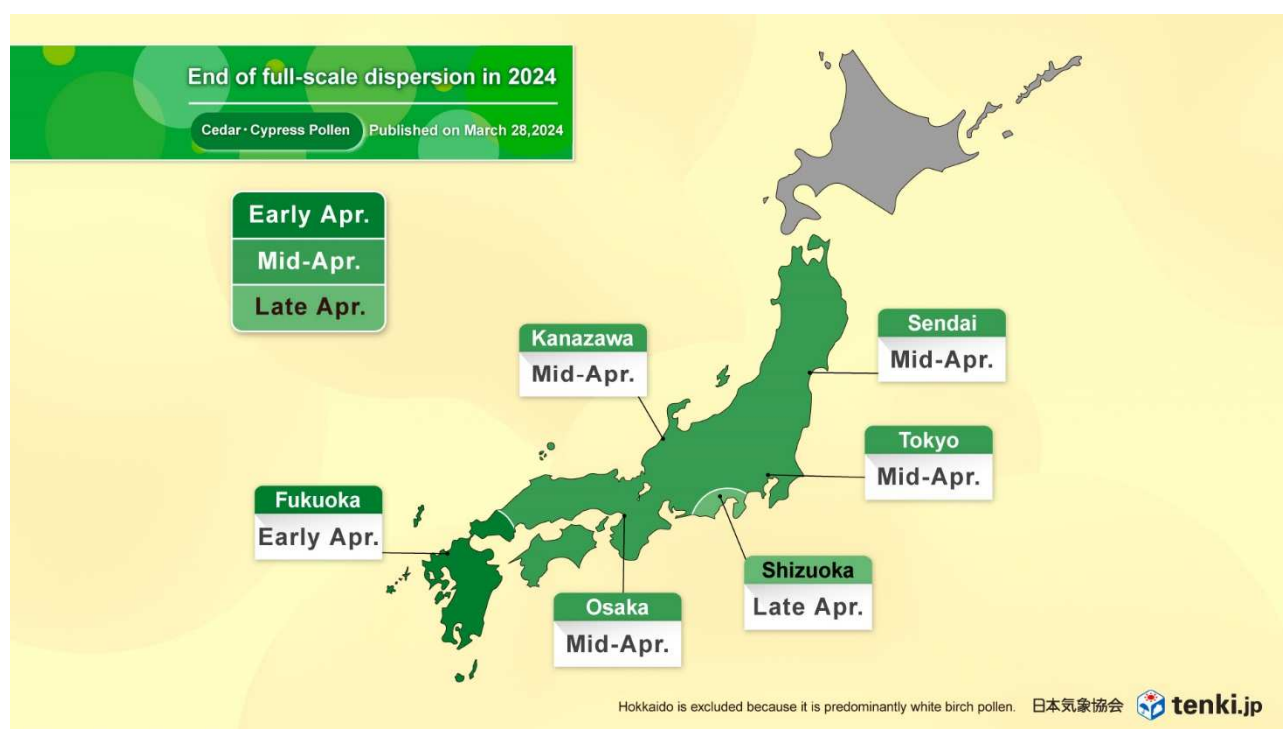 End of full-scale dispersion in 2024
Cedar・Cypress Pollen
Published on March 28,2024
Early Apr.
Mid-Apr.
Late Apr.
Kanazawa
Mid-Apr.
Sendai
Mid-Apr.
Tokyo
Mid-Apr.
Fukuoka
Early Apr.
Shizuoka
Late Apr.
Osaka
Mid-Apr.
Hokkaido is excluded because it is predominantly white birch pollen.
日本気象協会
tenki.jp